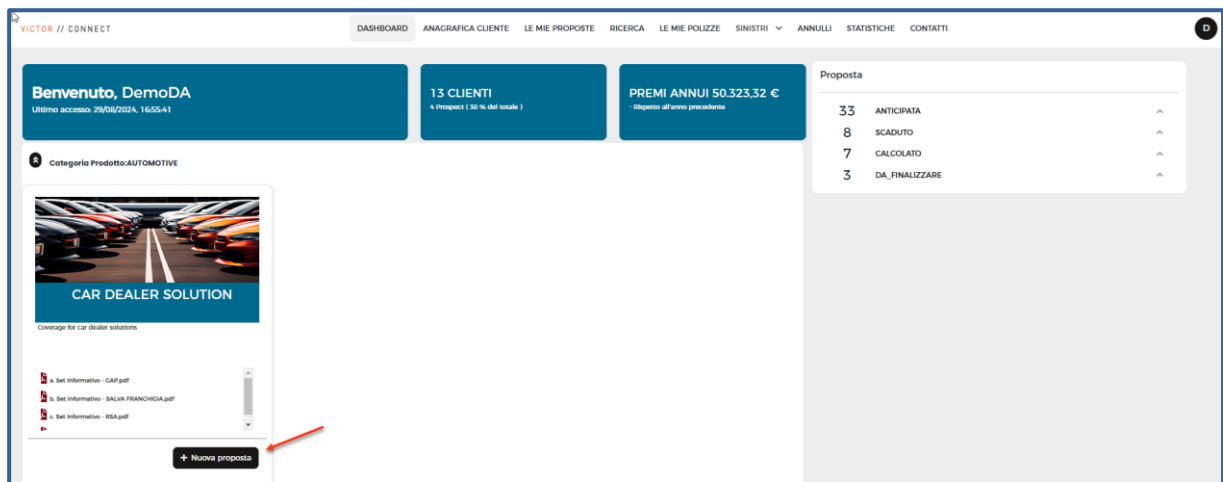 VICTOR // CONNECT
DASHBOARD ANAGRAFICA CLIENTE LE MIE PROPOSTE RICERCA LE MIE POLIZZE SINISTRI ANNULLI STATISTICHE CONTATTI
D
Benvenuto, DemoDA
Ultimo accesso: 29/08/2024, 16:55:41
13 CLIENTI
4 Prospect ( 30 % del totale )
PREMI ANNUI 50.323,32 €
- Rispetto all'anno precedente
Proposta
33 ANTICIPATA
8 SCADUTO
7 CALCOLATO
3 DA_FINALIZZARE
Categoria Prodotto:AUTOMOTIVE
CAR DEALER SOLUTION
Coverage for car dealer solutions
a. Set Informativo - GAP.pdf
b. Set Informativo - SALVA FRANCHIGIA.pdf
c. Set Informativo - RSA.pdf
+ Nuova proposta